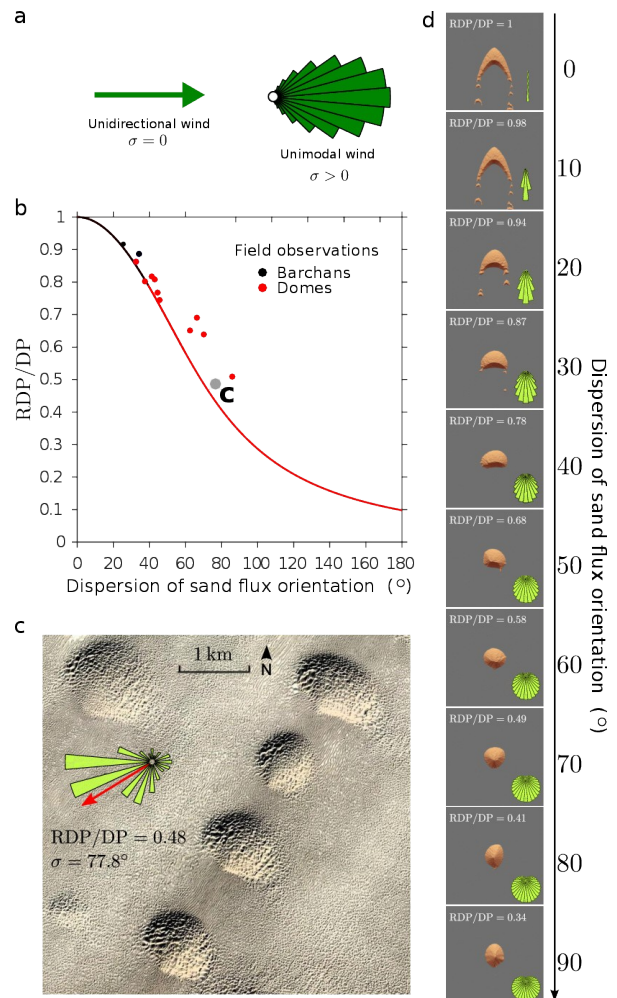 a
Unidirectional wind
σ = 0
Unimodal wind
σ > 0
b
RDP/DP
1
0.9
0.8
0.7
0.6
0.5
0.4
0.3
0.2
0.1
0
Field observations
Barchans
Domes
c
0 20 40 60 80 100 120 140 160 180
Dispersion of sand flux orientation (°)
c
1 km
N
RDP/DP = 0.48
σ = 77.8°
d
RDP/DP = 1
0
RDP/DP = 0.98
10
RDP/DP = 0.94
20
RDP/DP = 0.87
30
RDP/DP = 0.78
40
RDP/DP = 0.68
50
RDP/DP = 0.58
60
RDP/DP = 0.49
70
RDP/DP = 0.41
80
RDP/DP = 0.34
90
Dispersion of sand flux orientation (°)